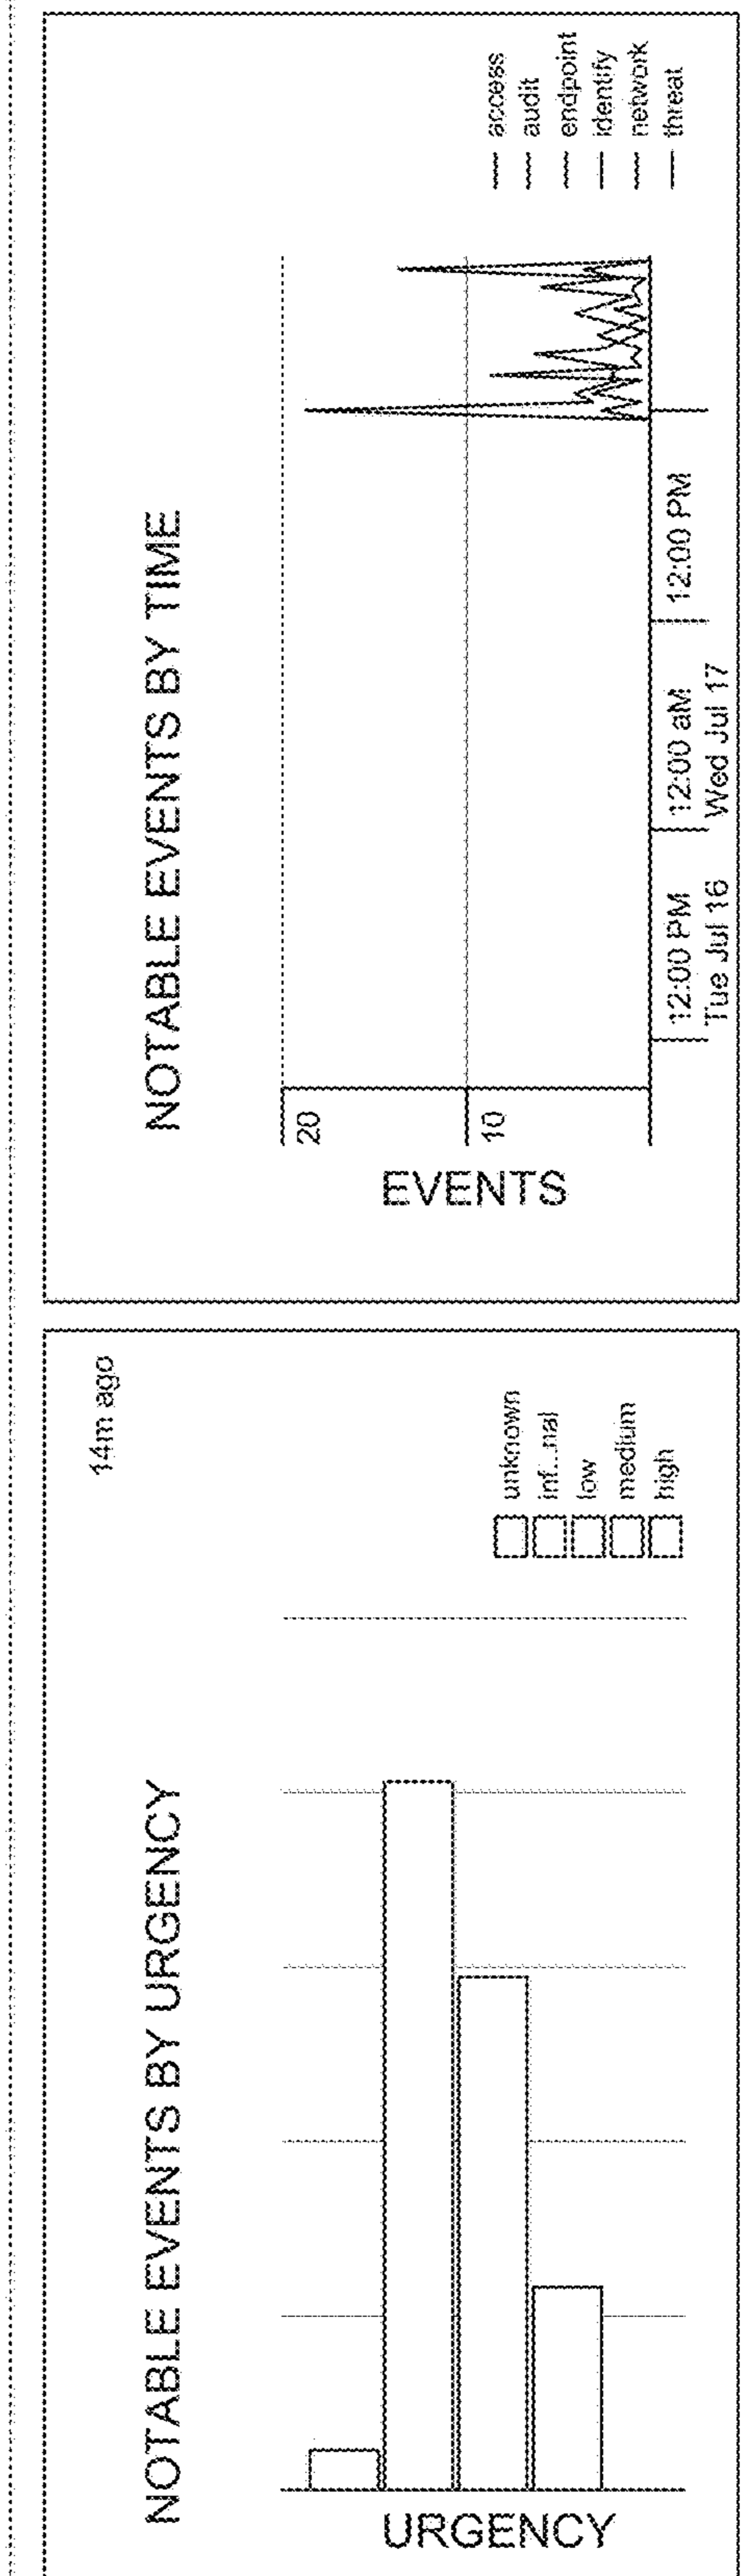 NOTABLE EVENTS BY URGENCY
14m ago
URGENCY
unknown
inf...nal
low
medium
high
NOTABLE EVENTS BY TIME
EVENTS
20
10
12:00 PM
Tue Jul 16
12:00 aM
Wed Jul 17
12:00 PM
access
audit
endpoint
identify
network
threat